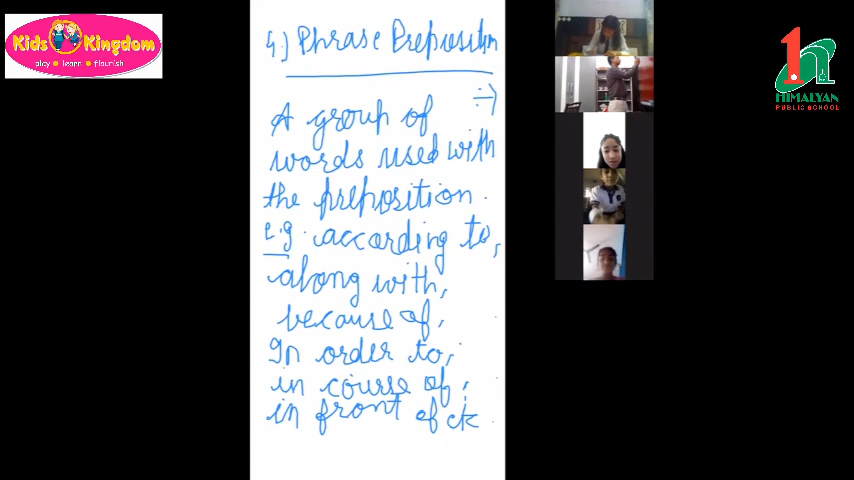 Kids Kingdom
play • learn • flourish
4.) Phrase Preposition
A group of
words used with
the preposition.
e.g. according to,
along with,
because of,
In order to,
in course of,
in front of etc
HIMALYAN
PUBLIC SCHOOL